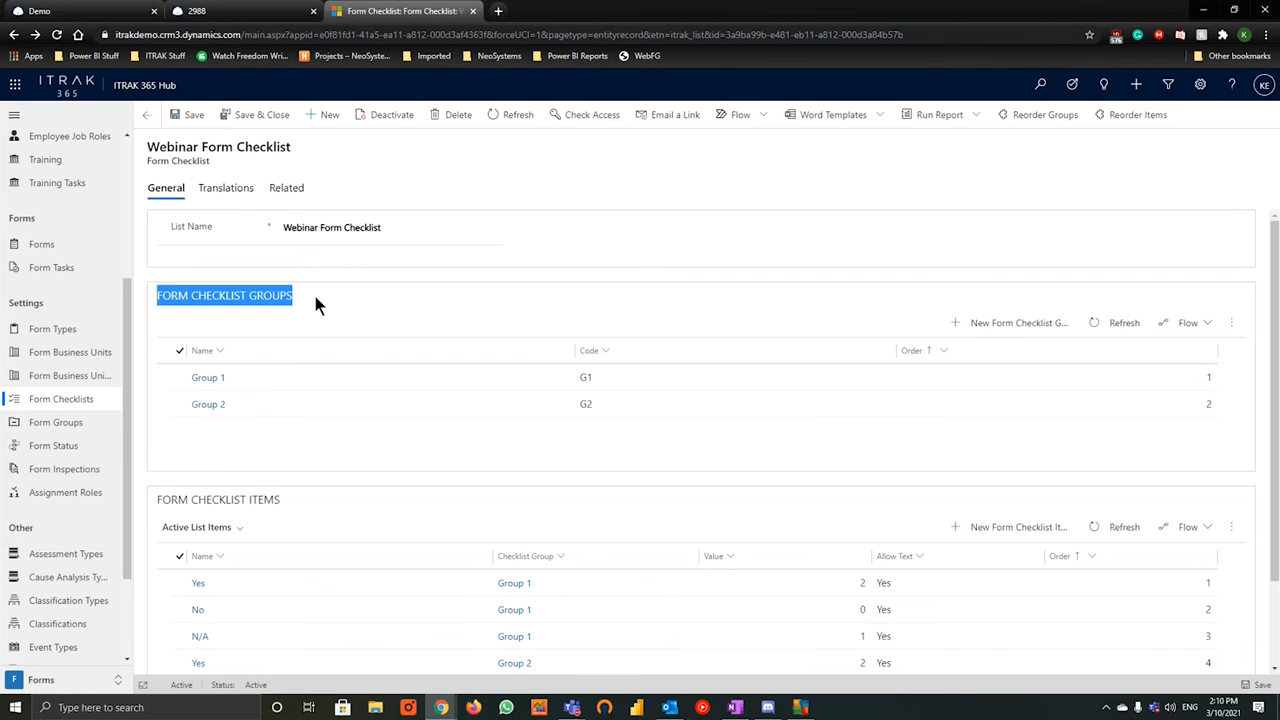 Demo
2988
Form Checklist: Form Checklist: W
itrakdemo.crm3.dynamics.com/main.aspx?appid=e0f81fd1-41a5-ea11-a812-000d3af4363f&forceUCI=1&pagetype=entityrecord&etn=itrak_list&id=3a9ba99b-e481-eb11-a812-000d3a84b57b
576
K
Apps
Power BI Stuff
ITRAK Stuff
Watch Freedom Wri...
Projects – NeoSyste...
Imported
NeoSystems
Power BI Reports
WebFG
Other bookmarks
ITRAK
365
ITRAK 365 Hub
KE
Save
Save & Close
New
Deactivate
Delete
Refresh
Check Access
Email a Link
Flow
Word Templates
Run Report
Reorder Groups
Reorder Items
Employee Job Roles
Training
Training Tasks
Forms
Forms
Form Tasks
Settings
Form Types
Form Business Units
Form Business Uni...
Form Checklists
Form Groups
Form Status
Form Inspections
Assignment Roles
Other
Assessment Types
Cause Analysis Ty...
Classification Types
Classifications
Event Types
F
Forms
Webinar Form Checklist
Form Checklist
General
Translations
Related
List Name
*
Webinar Form Checklist
FORM CHECKLIST GROUPS
New Form Checklist G...
Refresh
Flow
Name
Code
Order
Group 1
G1
1
Group 2
G2
2
FORM CHECKLIST ITEMS
Active List Items
New Form Checklist It...
Refresh
Flow
Name
Checklist Group
Value
Allow Text
Order
Yes
Group 1
2
Yes
1
No
Group 1
0
Yes
2
N/A
Group 1
1
Yes
3
Yes
Group 2
2
Yes
4
Active
Status:
Active
Save
Type here to search
2:10 PM
3/10/2021